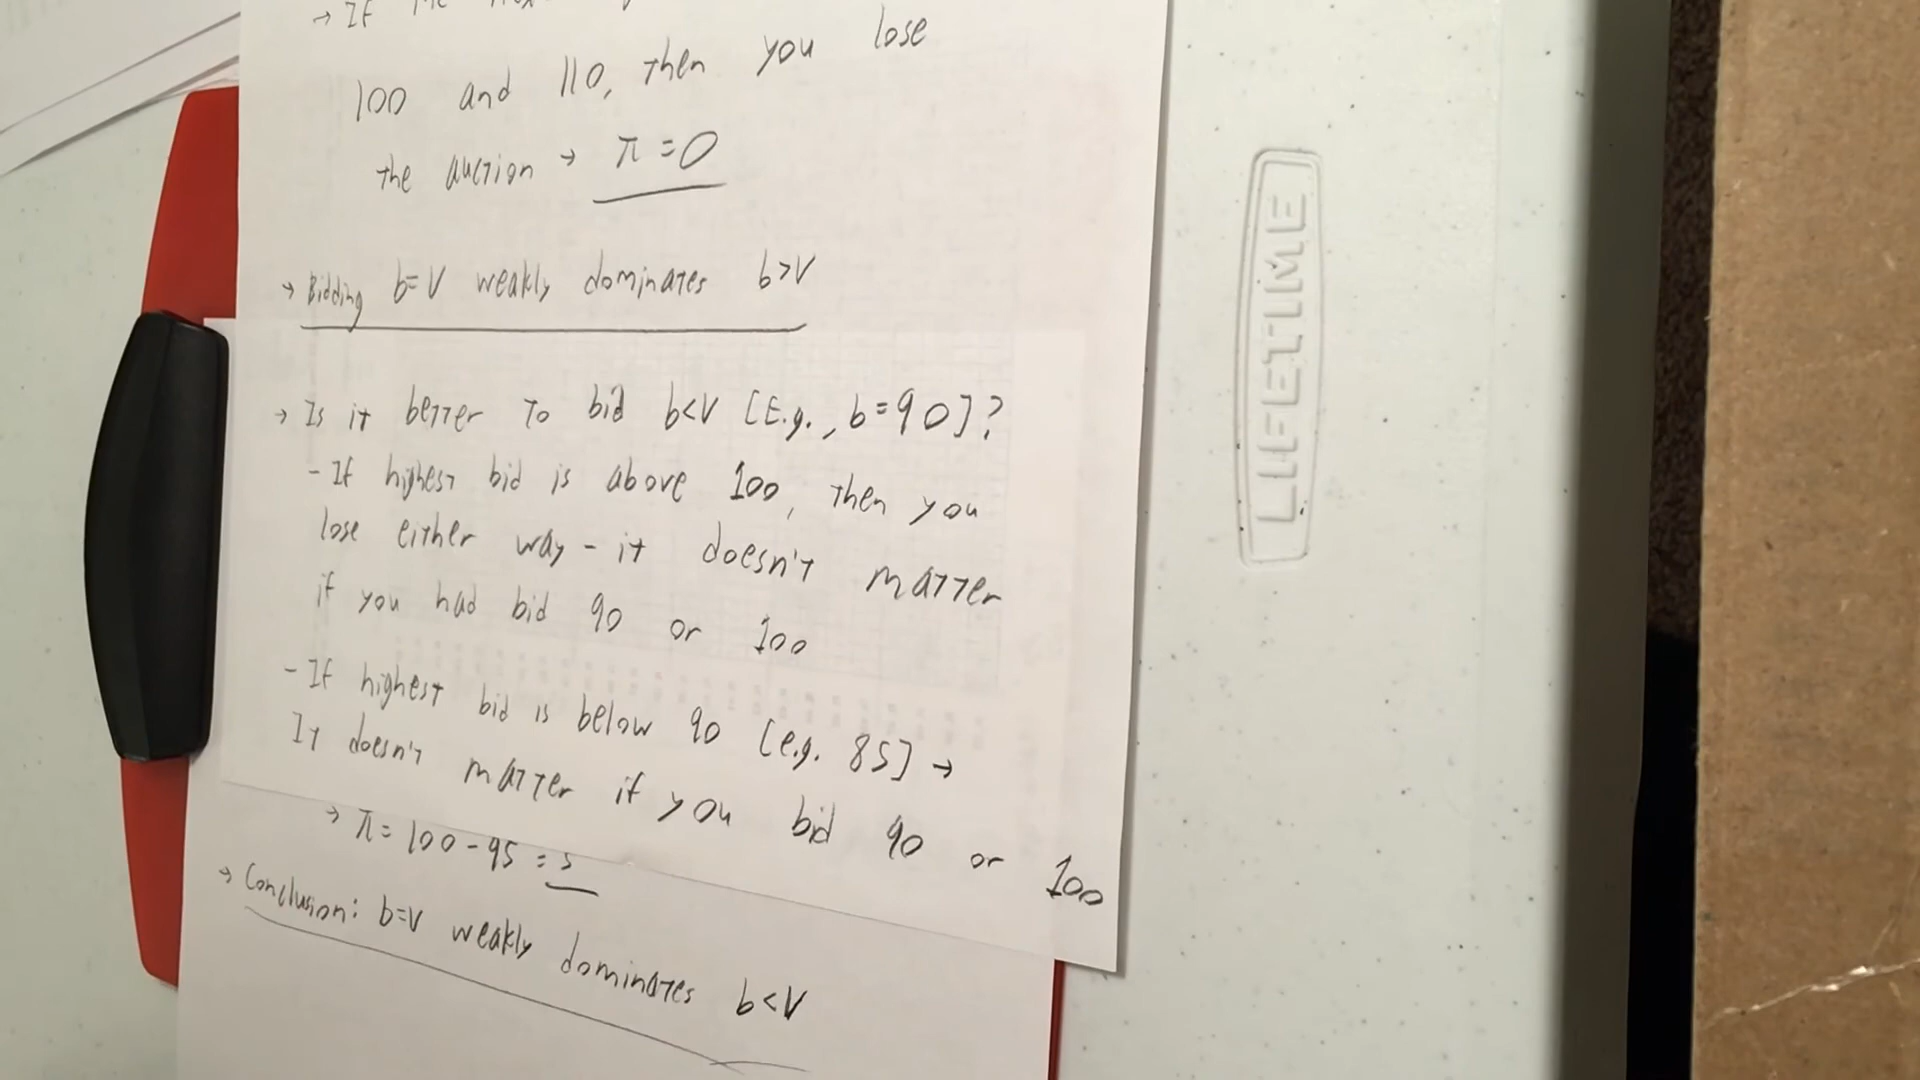 → If the
100 and 110, then you lose
the auction → π = 0
→ Bidding b=V weakly dominates b>V
→ Is it better to bid b<V [E.g., b=90]?
- If highest bid is above 100, then you
lose either way - it doesn't matter
if you had bid 90 or 100
- If highest bid is below 90 [e.g. 85] →
It doesn't matter if you bid 90 or 100
→ π = 100 - 95 = 5
→ Conclusion: b=V weakly dominates b<V
LIFETIME